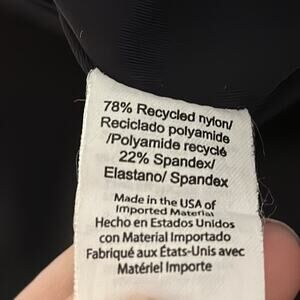 78% Recycled nylon/
Reciclado polyamide
/Polyamide recyclé
22% Spandex/
Elastano/ Spandex
Made in the USA of
Imported Material
Hecho en Estados Unidos
con Material Importado
Fabriqué aux États-Unis avec
Matériel Importe